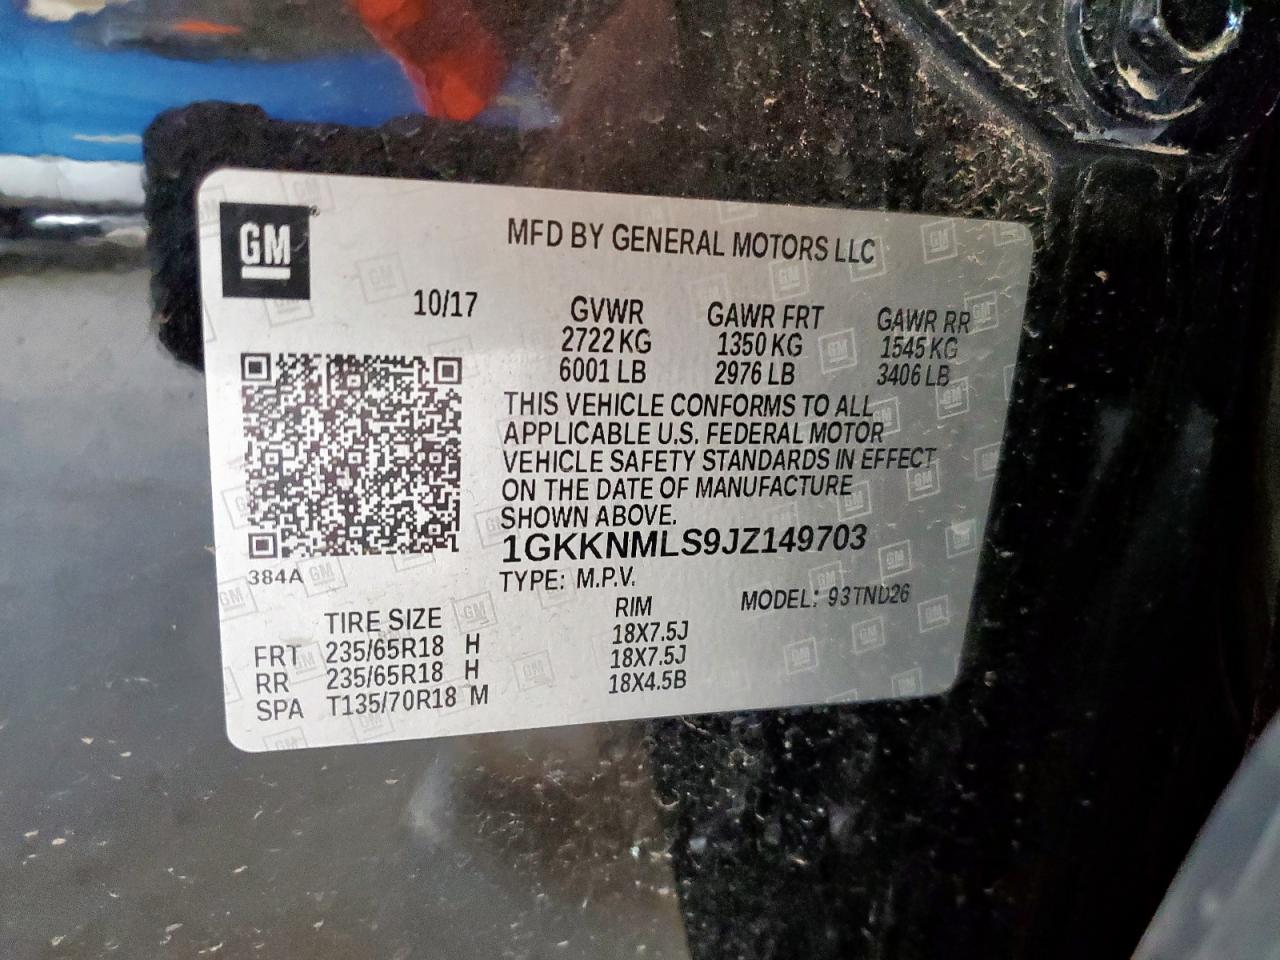 GM
MFD BY GENERAL MOTORS LLC
10/17 GVWR GAWR FRT GAWR RR
2722 KG 1350 KG 1545 KG
6001 LB 2976 LB 3406 LB
THIS VEHICLE CONFORMS TO ALL
APPLICABLE U.S. FEDERAL MOTOR
VEHICLE SAFETY STANDARDS IN EFFECT
ON THE DATE OF MANUFACTURE
SHOWN ABOVE.
1GKKNMLS9JZ149703
384A
TYPE: M.P.V. MODEL: 93TND26
TIRE SIZE RIM
FRT 235/65R18 H 18X7.5J
RR 235/65R18 H 18X7.5J
SPA T135/70R18 M 18X4.5B